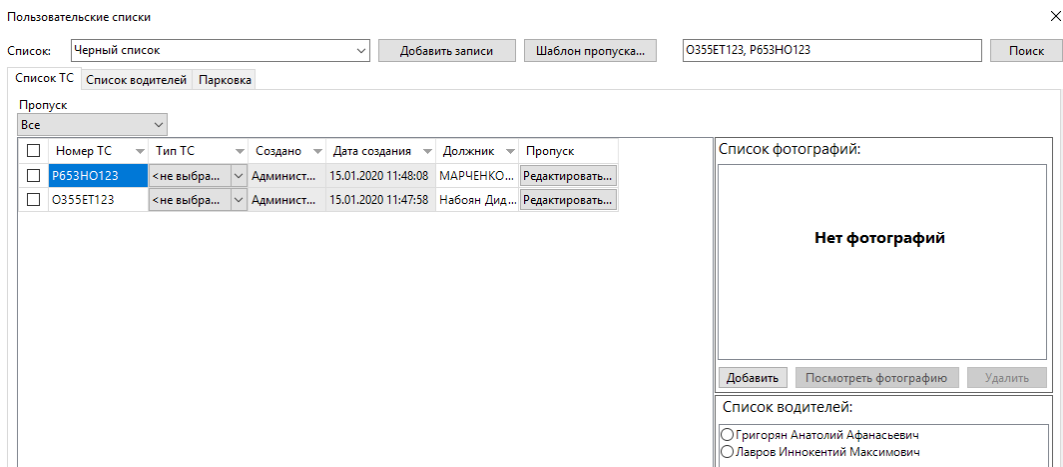 Пользовательские списки
Список: Черный список Добавить записи Шаблон пропуска... О355ЕТ123, Р653НО123 Поиск
Список ТС Список водителей Парковка
Пропуск
Все
Номер ТС Тип ТС Создано Дата создания Должник Пропуск
Р653НО123 <не выбра... Админист... 15.01.2020 11:48:08 МАРЧЕНКО... Редактировать...
О355ЕТ123 <не выбра... Админист... 15.01.2020 11:47:58 Набоян Дид... Редактировать...
Список фотографий:
Нет фотографий
Добавить Посмотреть фотографию Удалить
Список водителей:
Григорян Анатолий Афанасьевич
Лавров Иннокентий Максимович